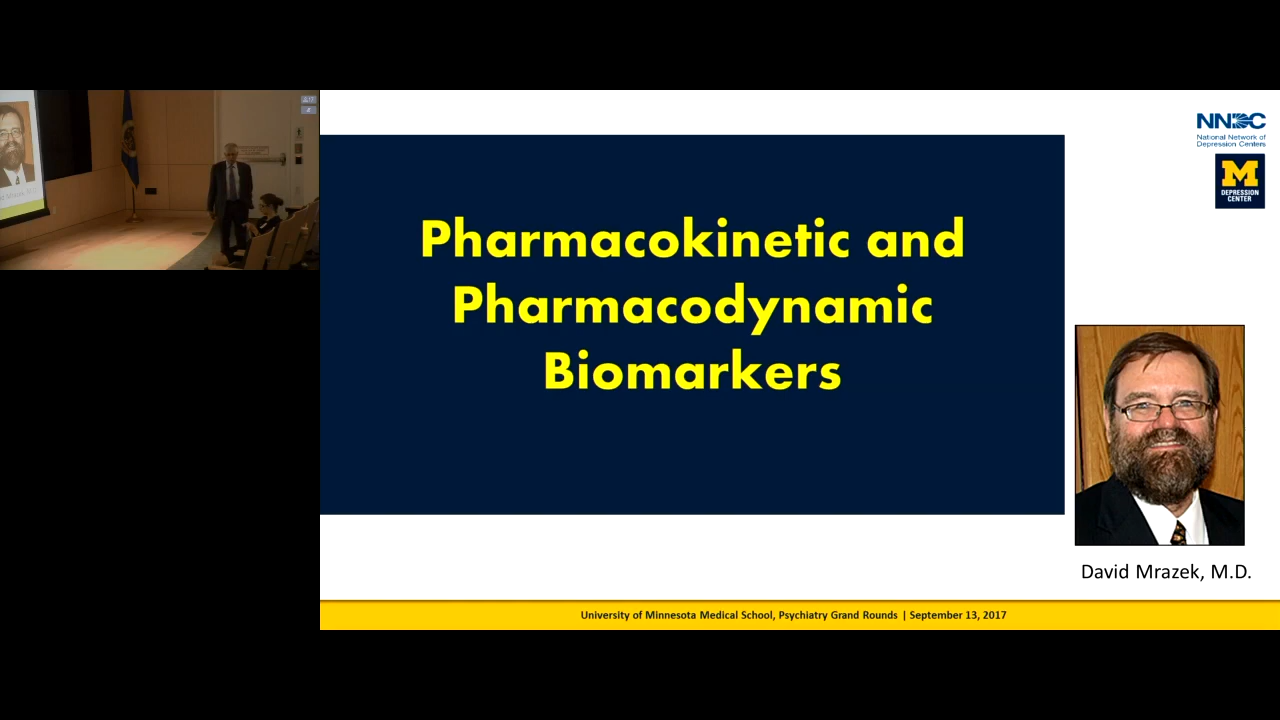 Pharmacokinetic and
Pharmacodynamic
Biomarkers
NNDC
National Network of
Depression Centers
M
DEPRESSION
CENTER
David Mrazek, M.D.
University of Minnesota Medical School, Psychiatry Grand Rounds | September 13, 2017